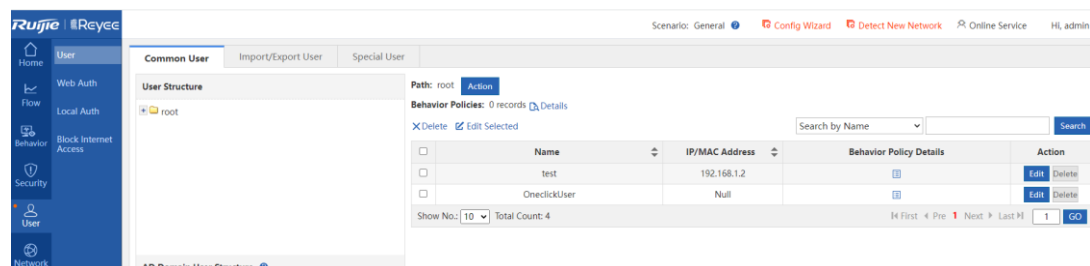 Ruijie Reyee Scenario: General Config Wizard Detect New Network Online Service Hi, admin
Home
Flow
Behavior
Security
User
Network
User
Web Auth
Local Auth
Block Internet
Access
Common User Import/Export User Special User
User Structure
root
AD Domain User Structure
Path: root Action
Behavior Policies: 0 records Details
Delete Edit Selected Search by Name Search
Name IP/MAC Address Behavior Policy Details Action
test 192.168.1.2 Edit Delete
OneclickUser Null Edit Delete
Show No.: 10 Total Count: 4 First Pre 1 Next Last 1 GO